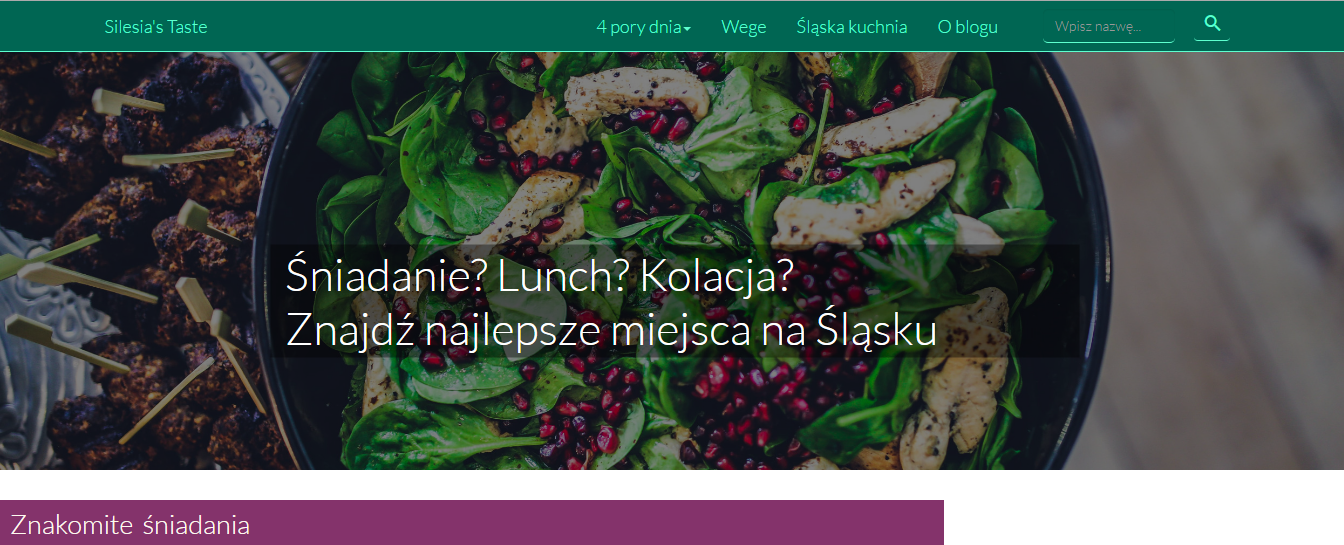 Silesia's Taste
4 pory dnia Wege Śląska kuchnia O blogu Wpisz nazwę...
Śniadanie? Lunch? Kolacja?
Znajdź najlepsze miejsca na Śląsku
Znakomite śniadania